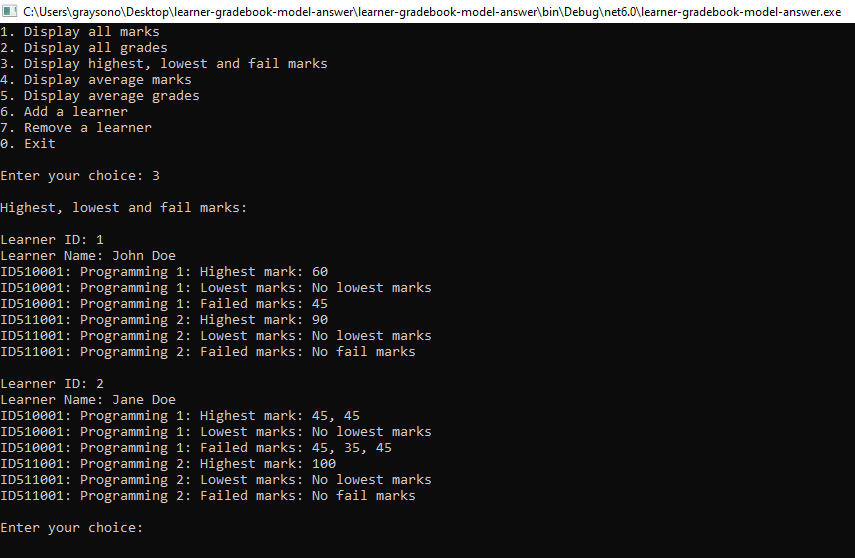 C:\Users\graysono\Desktop\learner-gradebook-model-answer\learner-gradebook-model-answer\bin\Debug\net6.0\learner-gradebook-model-answer.exe
1. Display all marks
2. Display all grades
3. Display highest, lowest and fail marks
4. Display average marks
5. Display average grades
6. Add a learner
7. Remove a learner
0. Exit
Enter your choice: 3
Highest, lowest and fail marks:
Learner ID: 1
Learner Name: John Doe
ID510001: Programming 1: Highest mark: 60
ID510001: Programming 1: Lowest marks: No lowest marks
ID510001: Programming 1: Failed marks: 45
ID511001: Programming 2: Highest mark: 90
ID511001: Programming 2: Lowest marks: No lowest marks
ID511001: Programming 2: Failed marks: No fail marks
Learner ID: 2
Learner Name: Jane Doe
ID510001: Programming 1: Highest mark: 45, 45
ID510001: Programming 1: Lowest marks: No lowest marks
ID510001: Programming 1: Failed marks: 45, 35, 45
ID511001: Programming 2: Highest mark: 100
ID511001: Programming 2: Lowest marks: No lowest marks
ID511001: Programming 2: Failed marks: No fail marks
Enter your choice: